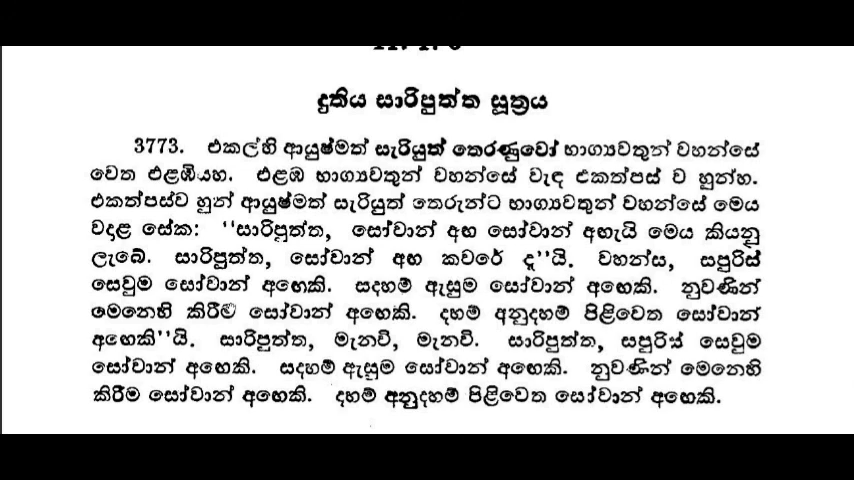 දුතිය සාරිපුත්ත සූත්‍රය
3773. එකල්හි ආයුෂ්මත් සැරියුත් තෙරණුවෝ භාග්‍යවතුන් වහන්සේ
වෙත එළඹියහ. එළඹ භාග්‍යවතුන් වහන්සේ වැඳ එකත්පස් ව හුන්හ.
එකත්පස්ව හුන් ආයුෂ්මත් සැරියුත් තෙරුන්ට භාග්‍යවතුන් වහන්සේ මෙය
වදාළ සේක: ''සාරිපුත්ත, සෝවාන් අඟ සෝවාන් අඟැයි මෙය කියනු
ලැබේ. සාරිපුත්ත, සෝවාන් අඟ කවරේ ද''යි. වහන්ස, සපුරිස්
සෙවුම සෝවාන් අඟෙකි. සදහම් ඇසුම සෝවාන් අඟෙකි. නුවණින්
මෙනෙහි කිරීම සෝවාන් අඟෙකි. දහම් අනුදහම් පිළිවෙත සෝවාන්
අඟෙකි''යි. සාරිපුත්ත, මැනවි, මැනවි. සාරිපුත්ත, සපුරිස් සෙවුම
සෝවාන් අඟෙකි. සදහම් ඇසුම සෝවාන් අඟෙකි. නුවණින් මෙනෙහි
කිරීම සෝවාන් අඟෙකි. දහම් අනුදහම් පිළිවෙත සෝවාන් අඟෙකි.